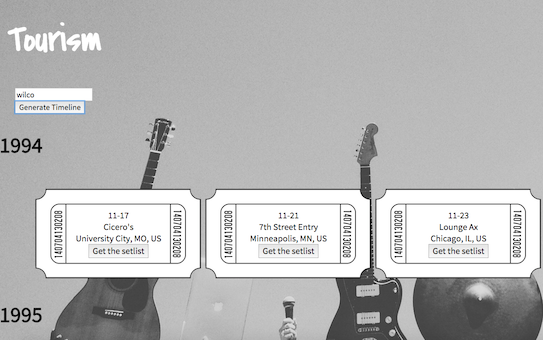 Tourism
wilco
Generate Timeline
1994
140704130208
11-17
Cicero's
University City, MO, US
Get the setlist
140704130208
140704130208
11-21
7th Street Entry
Minneapolis, MN, US
Get the setlist
140704130208
140704130208
11-23
Lounge Ax
Chicago, IL, US
Get the setlist
140704130208
1995